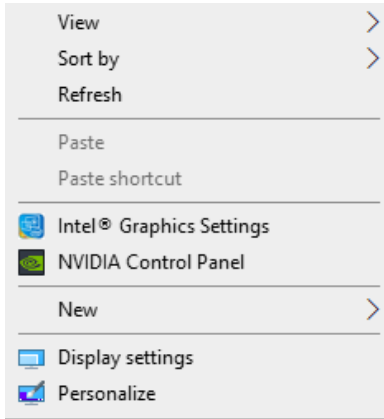 View
Sort by
Refresh
Paste
Paste shortcut
Intel® Graphics Settings
NVIDIA Control Panel
New
Display settings
Personalize